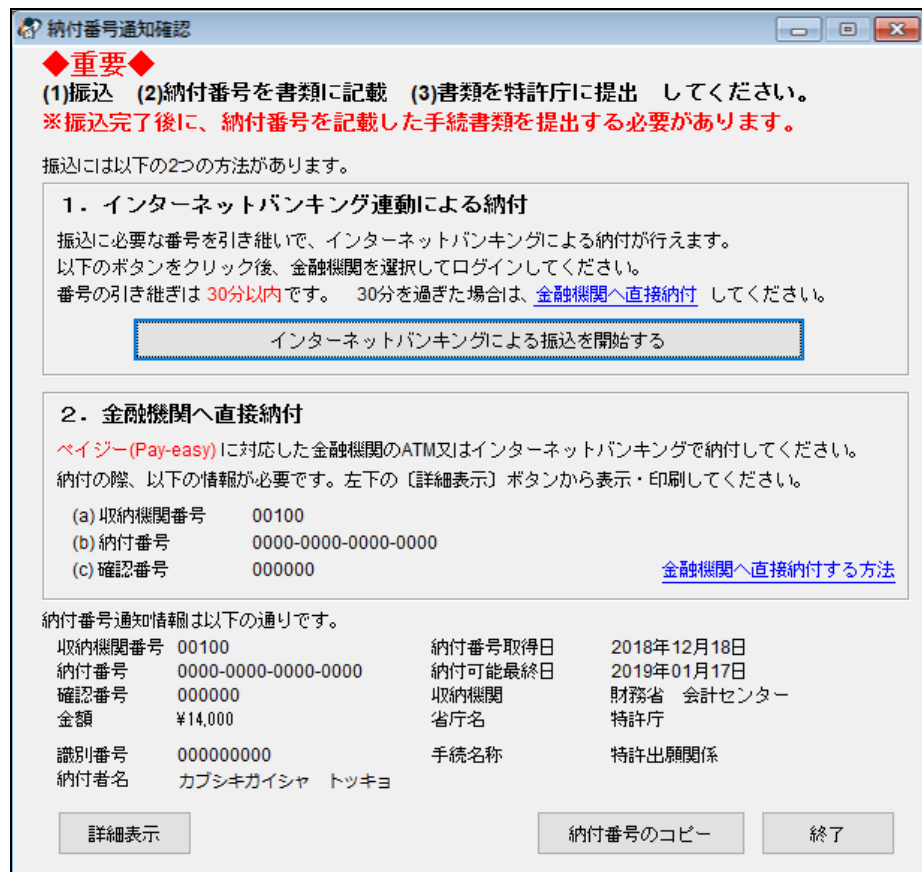 納付番号通知確認
◆重要◆
(1)振込　(2)納付番号を書類に記載　(3)書類を特許庁に提出　してください。
※振込完了後に、納付番号を記載した手続書類を提出する必要があります。
振込には以下の2つの方法があります。
１．インターネットバンキング連動による納付
振込に必要な番号を引き継いで、インターネットバンキングによる納付が行えます。
以下のボタンをクリック後、金融機関を選択してログインしてください。
番号の引き継ぎは 30分以内です。　30分を過ぎた場合は、金融機関へ直接納付 してください。
インターネットバンキングによる振込を開始する
２．金融機関へ直接納付
ペイジー(Pay-easy)に対応した金融機関のATM又はインターネットバンキングで納付してください。
納付の際、以下の情報が必要です。左下の〔詳細表示〕ボタンから表示・印刷してください。
(a) 収納機関番号　00100
(b) 納付番号　0000-0000-0000-0000
(c) 確認番号　000000　金融機関へ直接納付する方法
納付番号通知情報は以下の通りです。
収納機関番号　00100　納付番号取得日　2018年12月18日
納付番号　0000-0000-0000-0000　納付可能最終日　2019年01月17日
確認番号　000000　収納機関　財務省　会計センター
金額　¥14,000　省庁名　特許庁
識別番号　000000000　手続名称　特許出願関係
納付者名　カブシキガイシャ　トッキョ
詳細表示　納付番号のコピー　終了